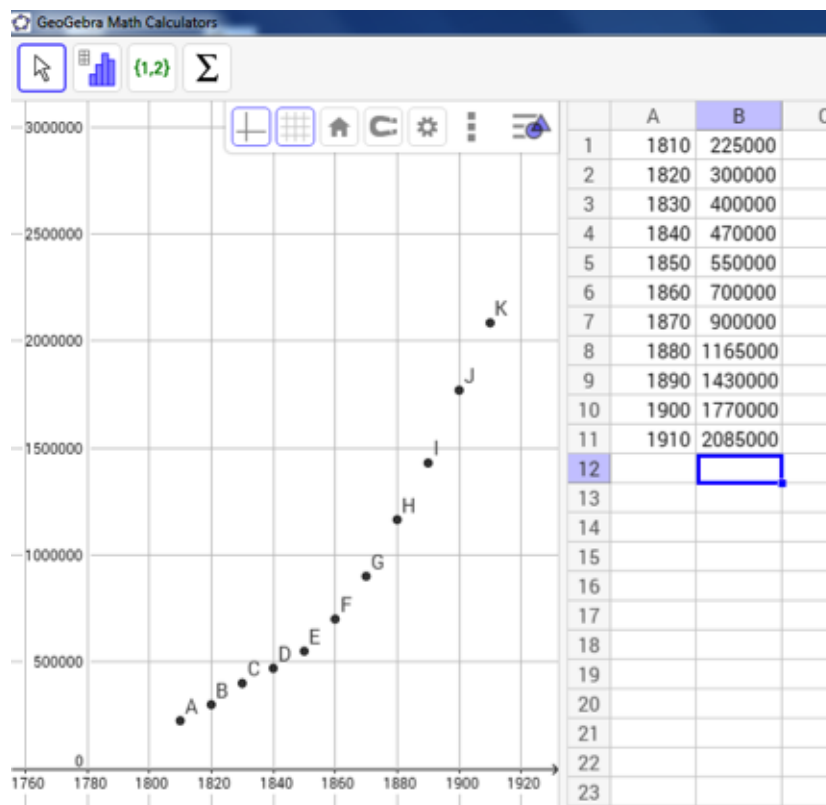 GeoGebra Math Calculators
{1,2} Σ
3000000
2500000
2000000
1500000
1000000
500000
0
1760 1780 1800 1820 1840 1860 1880 1900 1920
K
J
I
H
G
F
E
D
C
B
A
A B C
1 1810 225000
2 1820 300000
3 1830 400000
4 1840 470000
5 1850 550000
6 1860 700000
7 1870 900000
8 1880 1165000
9 1890 1430000
10 1900 1770000
11 1910 2085000
12
13
14
15
16
17
18
19
20
21
22
23